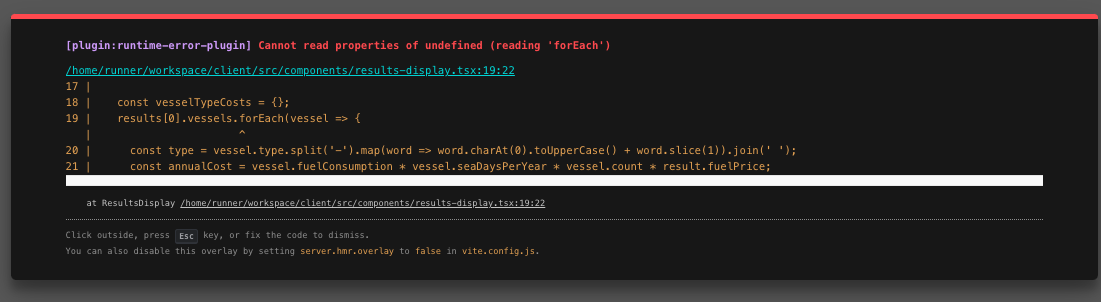 [plugin:runtime-error-plugin] Cannot read properties of undefined (reading 'forEach')
/home/runner/workspace/client/src/components/results-display.tsx:19:22
17 |
18 |    const vesselTypeCosts = {};
19 |    results[0].vessels.forEach(vessel => {
   |                       ^
20 |      const type = vessel.type.split('-').map(word => word.charAt(0).toUpperCase() + word.slice(1)).join(' ');
21 |      const annualCost = vessel.fuelConsumption * vessel.seaDaysPerYear * vessel.count * result.fuelPrice;
at ResultsDisplay /home/runner/workspace/client/src/components/results-display.tsx:19:22
Click outside, press Esc key, or fix the code to dismiss.
You can also disable this overlay by setting server.hmr.overlay to false in vite.config.js.